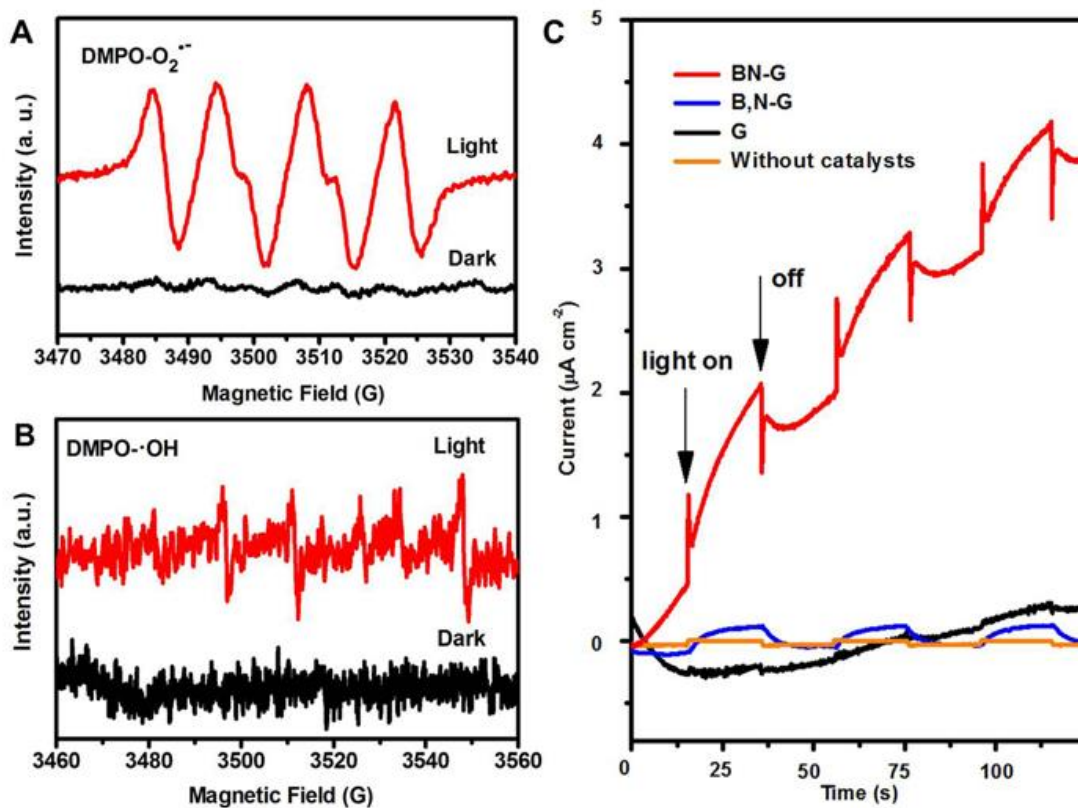 A
DMPO-O₂•⁻
Light
Dark
Intensity (a. u.)
3470 3480 3490 3500 3510 3520 3530 3540
Magnetic Field (G)
B
DMPO-·OH
Light
Dark
Intensity (a.u.)
3460 3480 3500 3520 3540 3560
Magnetic Field (G)
C
BN-G
B,N-G
G
Without catalysts
light on
off
Current (μA cm⁻²)
5
4
3
2
1
0
0 25 50 75 100
Time (s)